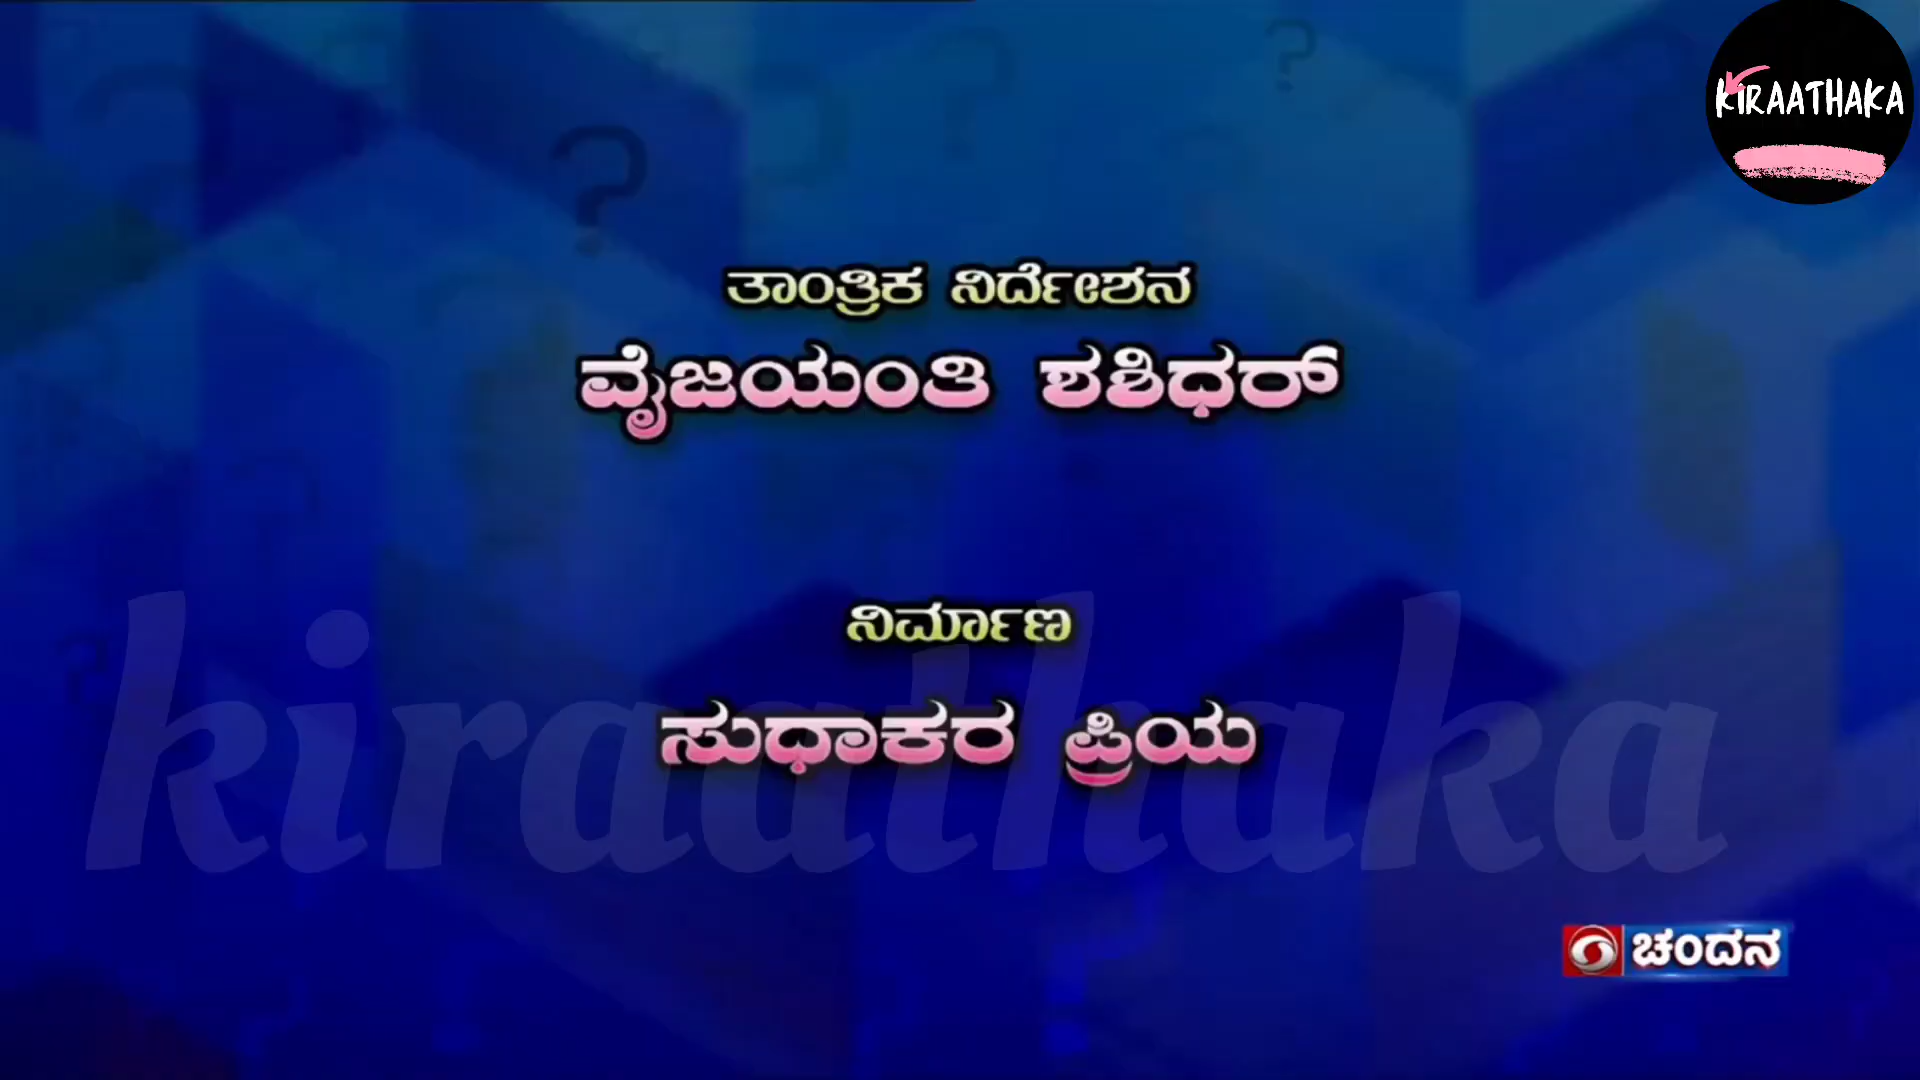 KIRAATHAKA
ತಾಂತ್ರಿಕ ನಿರ್ದೇಶನ
ವೈಜಯಂತಿ ಶಶಿಧರ್
ನಿರ್ಮಾಣ
ಸುಧಾಕರ ಪ್ರಿಯ
kiraathaka
ಚಂದನ